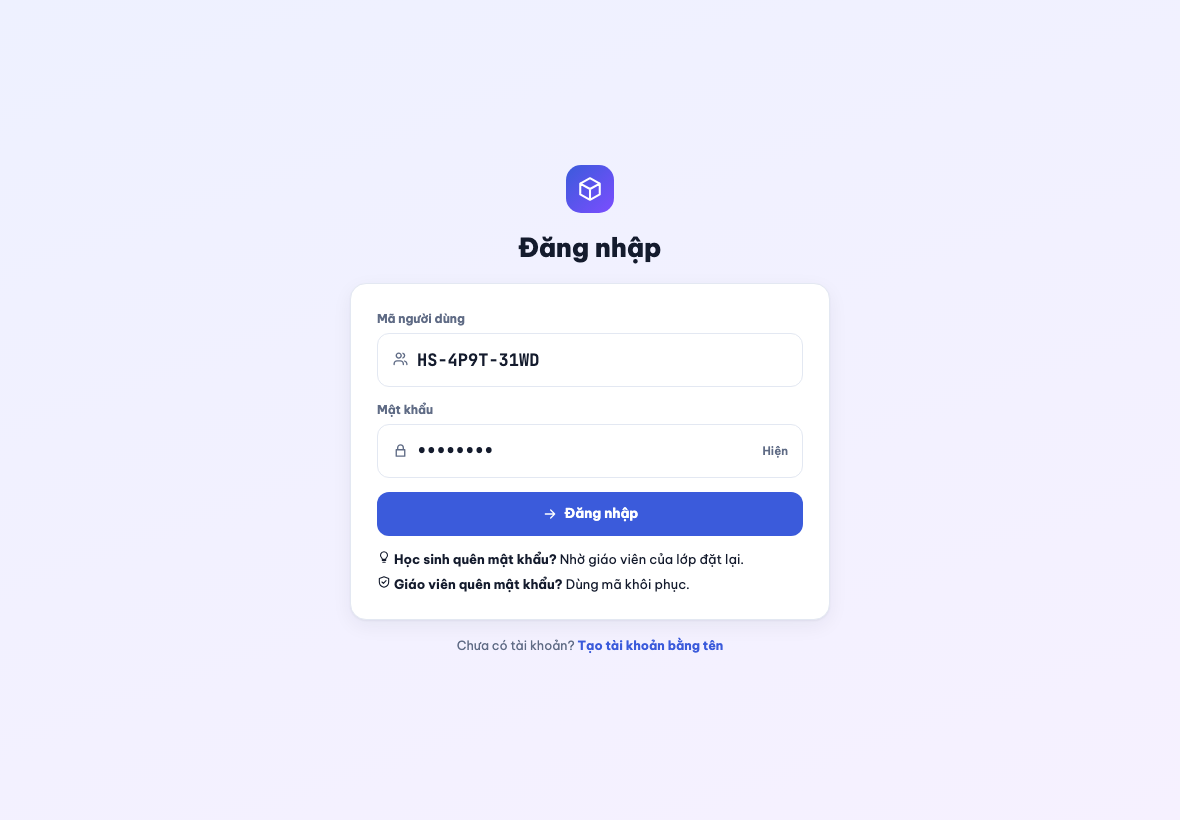 Đăng nhập
Mã người dùng
HS-4P9T-31WD
Mật khẩu
••••••••
Hiện
→ Đăng nhập
Học sinh quên mật khẩu? Nhờ giáo viên của lớp đặt lại.
Giáo viên quên mật khẩu? Dùng mã khôi phục.
Chưa có tài khoản? Tạo tài khoản bằng tên